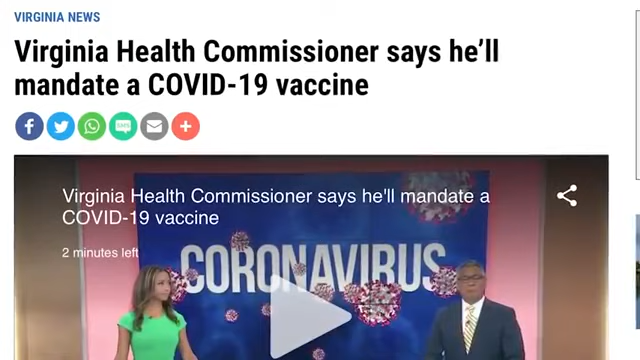 VIRGINIA NEWS
Virginia Health Commissioner says he’ll
mandate a COVID-19 vaccine
Virginia Health Commissioner says he'll mandate a
COVID-19 vaccine
2 minutes left
CORONAVIRUS